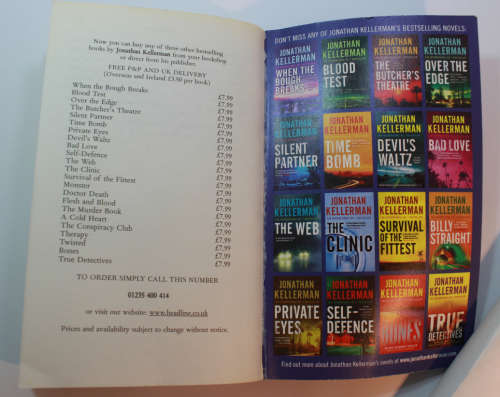 Now you can buy any of these other bestselling
books by Jonathan Kellerman from your bookshop
or direct from his publisher.
FREE P&P AND UK DELIVERY
(Overseas and Ireland £3.50 per book)
When the Bough Breaks £7.99
Blood Test £7.99
Over the Edge £7.99
The Butcher's Theatre £7.99
Silent Partner £7.99
Time Bomb £7.99
Private Eyes £7.99
Devil's Waltz £7.99
Bad Love £7.99
Self-Defence £7.99
The Web £7.99
The Clinic £7.99
Survival of the Fittest £7.99
Monster £7.99
Doctor Death £7.99
Flesh and Blood £7.99
The Murder Book £7.99
A Cold Heart £7.99
The Conspiracy Club £7.99
Therapy £7.99
Twisted £7.99
Bones £7.99
True Detectives £7.99
TO ORDER SIMPLY CALL THIS NUMBER
01235 400 414
or visit our website: www.headline.co.uk
Prices and availability subject to change without notice.
DON'T MISS ANY OF JONATHAN KELLERMAN'S BESTSELLING NOVELS.
JONATHAN
KELLERMAN
WHEN THE
BOUGH
BREAKS
JONATHAN
KELLERMAN
BLOOD
TEST
JONATHAN
KELLERMAN
THE
BUTCHER'S
THEATRE
JONATHAN
KELLERMAN
OVER THE
EDGE
JONATHAN
KELLERMAN
SILENT
PARTNER
JONATHAN
KELLERMAN
TIME
BOMB
JONATHAN
KELLERMAN
DEVIL'S
WALTZ
JONATHAN
KELLERMAN
BAD LOVE
JONATHAN
KELLERMAN
THE WEB
JONATHAN
KELLERMAN
THE
CLINIC
JONATHAN
KELLERMAN
SURVIVAL
OF THE
FITTEST
JONATHAN
KELLERMAN
BILLY
STRAIGHT
JONATHAN
KELLERMAN
PRIVATE
EYES
JONATHAN
KELLERMAN
SELF-
DEFENCE
JONATHAN
KELLERMAN
BONES
JONATHAN
KELLERMAN
TRUE
DETECTIVES
Find out more about Jonathan Kellerman's novels at www.jonathankellerman.com